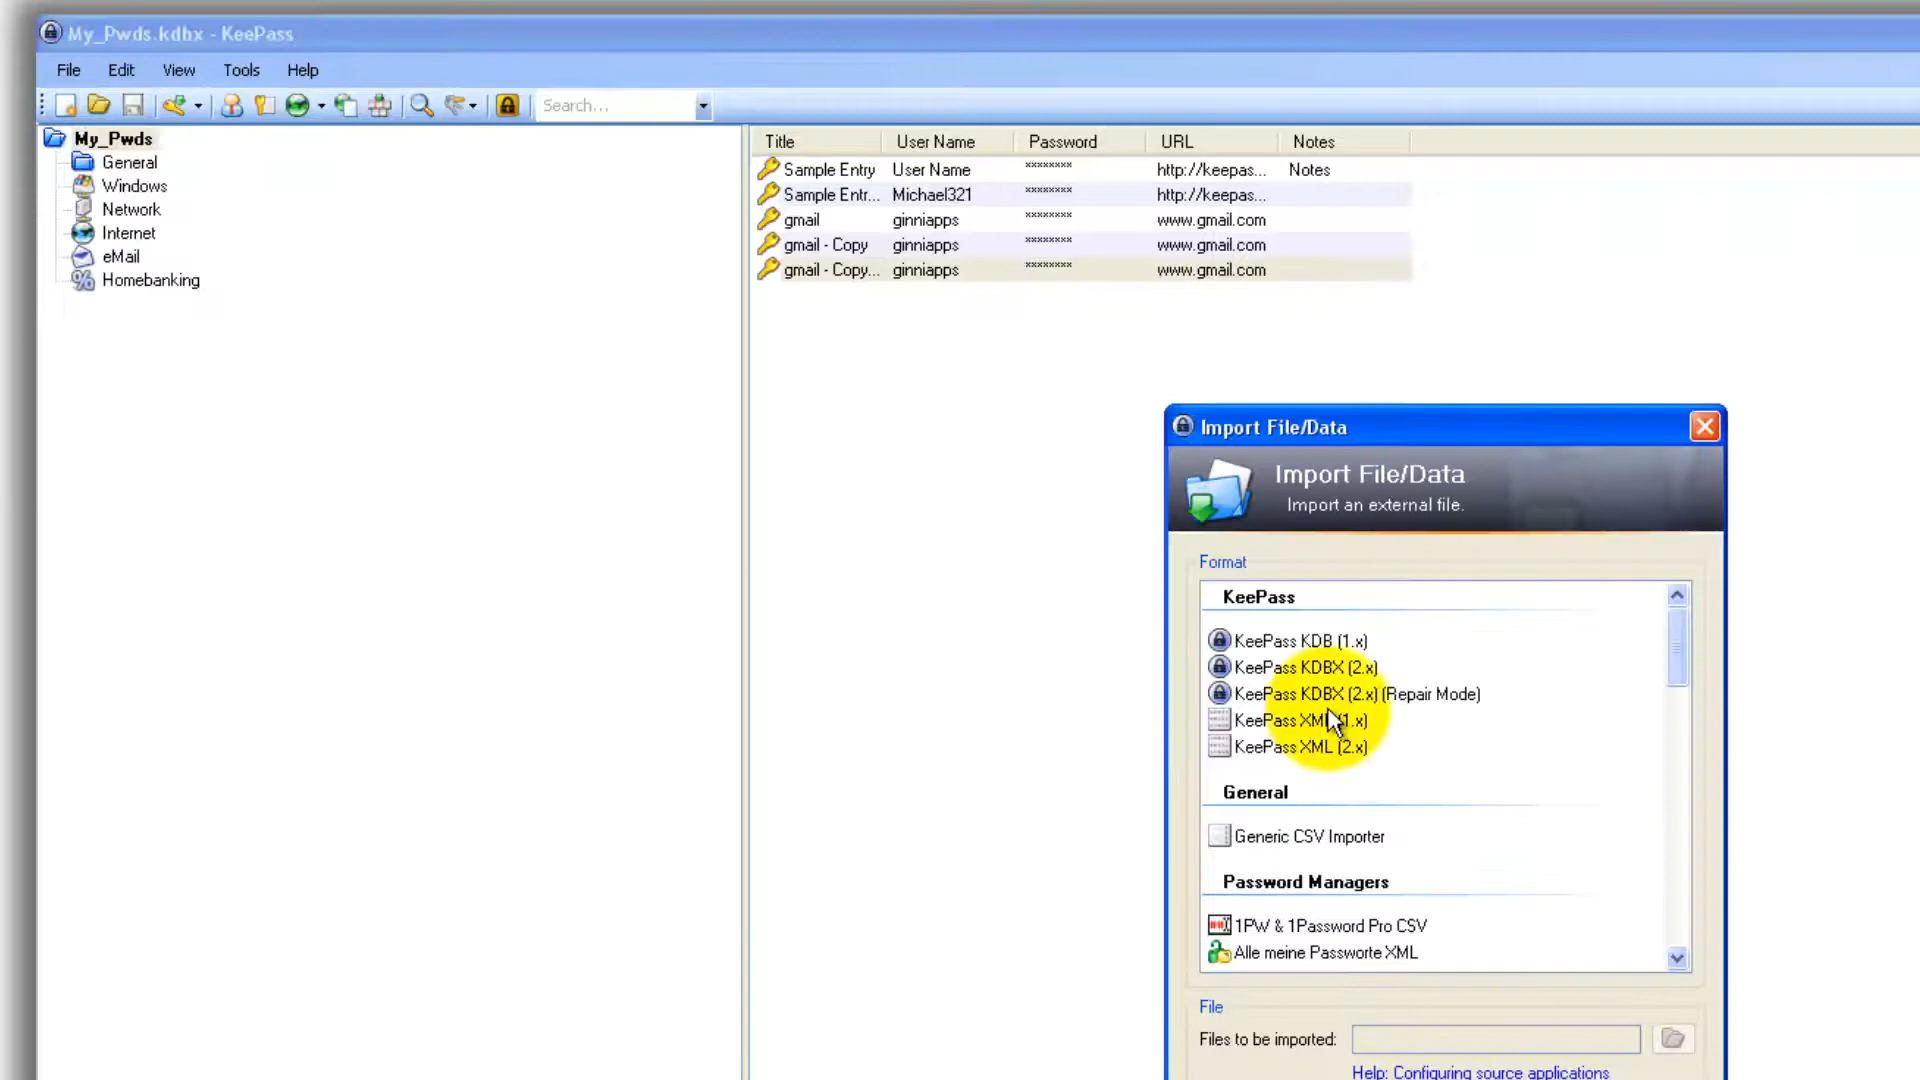 My_Pwds.kdbx - KeePass
File Edit View Tools Help
Search...
My_Pwds
General
Windows
Network
Internet
eMail
Homebanking
Title User Name Password URL Notes
Sample Entry User Name ******** http://keepas... Notes
Sample Entr... Michael321 ******** http://keepas...
gmail ginniapps ******** www.gmail.com
gmail - Copy ginniapps ******** www.gmail.com
gmail - Copy... ginniapps ******** www.gmail.com
Import File/Data
Import File/Data
Import an external file.
Format
KeePass
KeePass KDB (1.x)
KeePass KDBX (2.x)
KeePass KDBX (2.x) (Repair Mode)
KeePass XML (1.x)
KeePass XML (2.x)
General
Generic CSV Importer
Password Managers
1PW & 1Password Pro CSV
Alle meine Passworte XML
File
Files to be imported:
Help: Configuring source applications